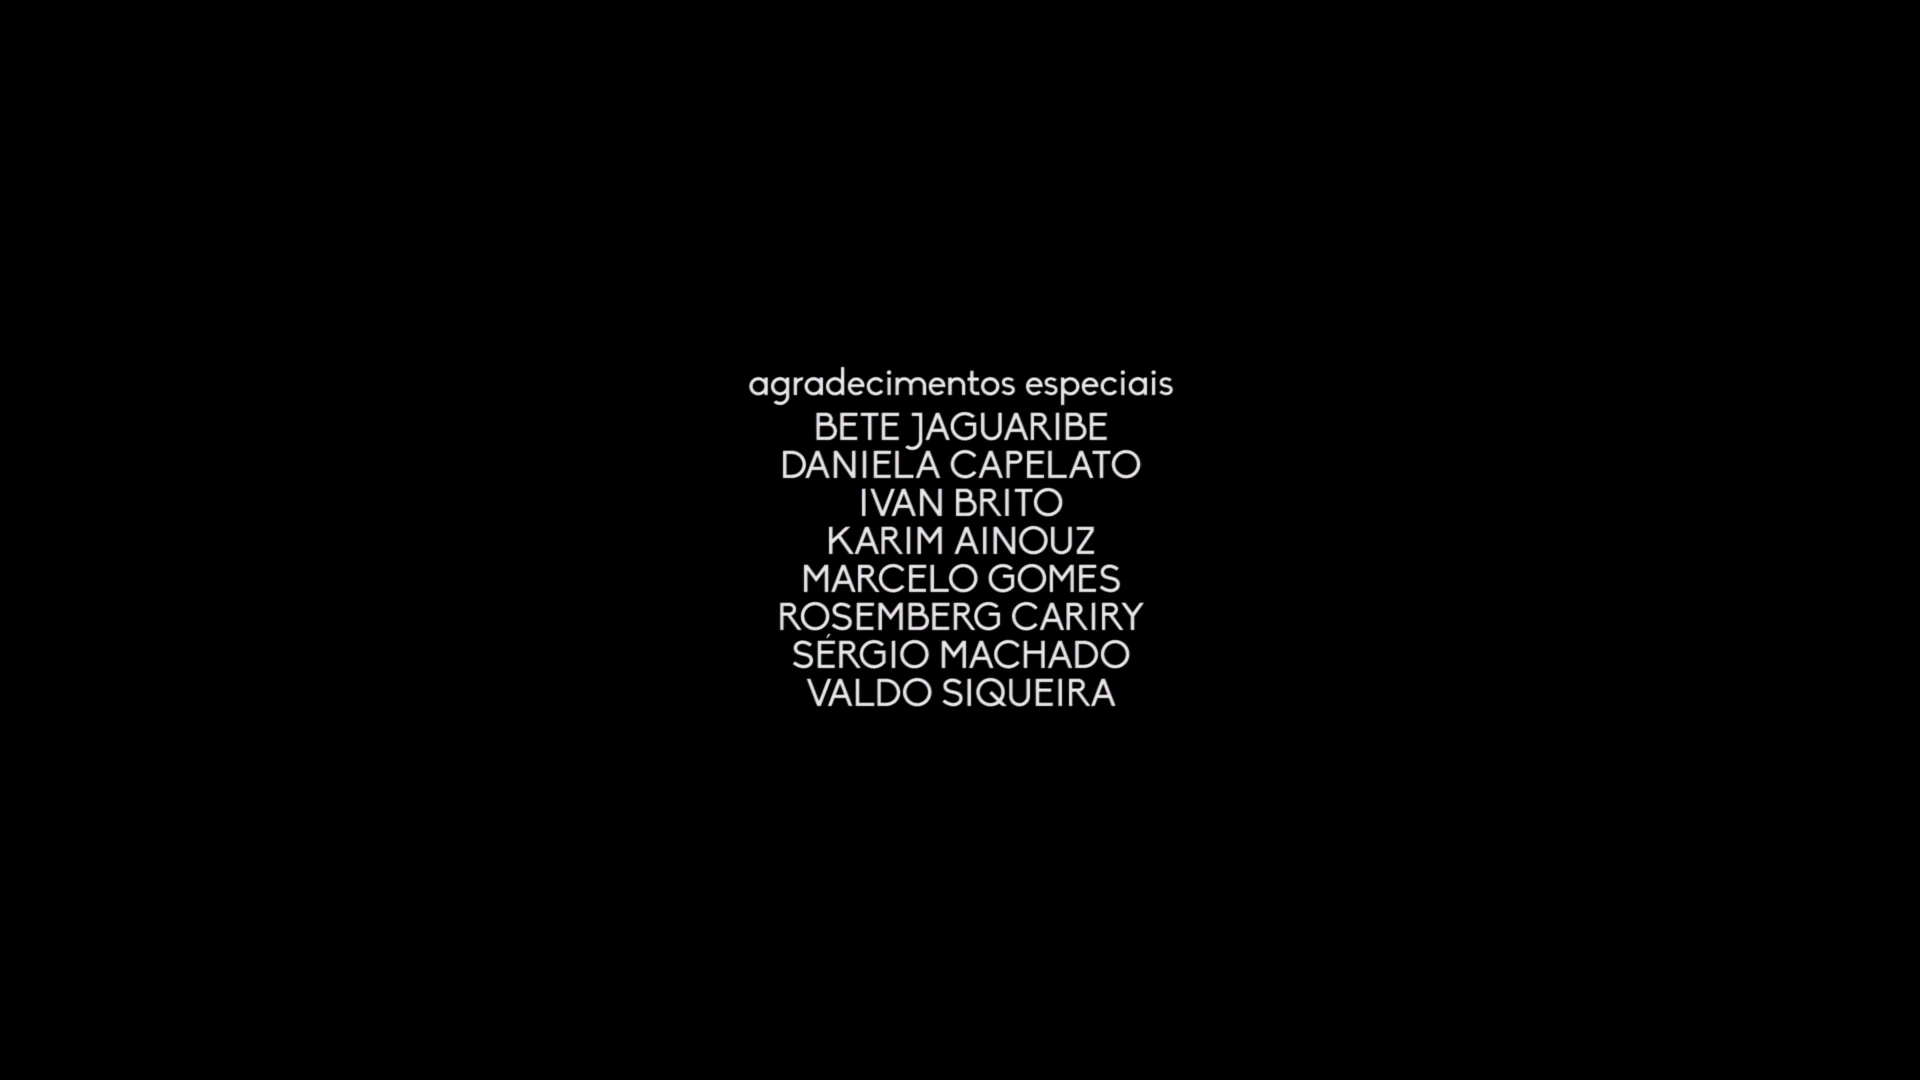 agradecimentos especiais
BETE JAGUARIBE
DANIELA CAPELATO
IVAN BRITO
KARIM AINOUZ
MARCELO GOMES
ROSEMBERG CARIRY
SÉRGIO MACHADO
VALDO SIQUEIRA